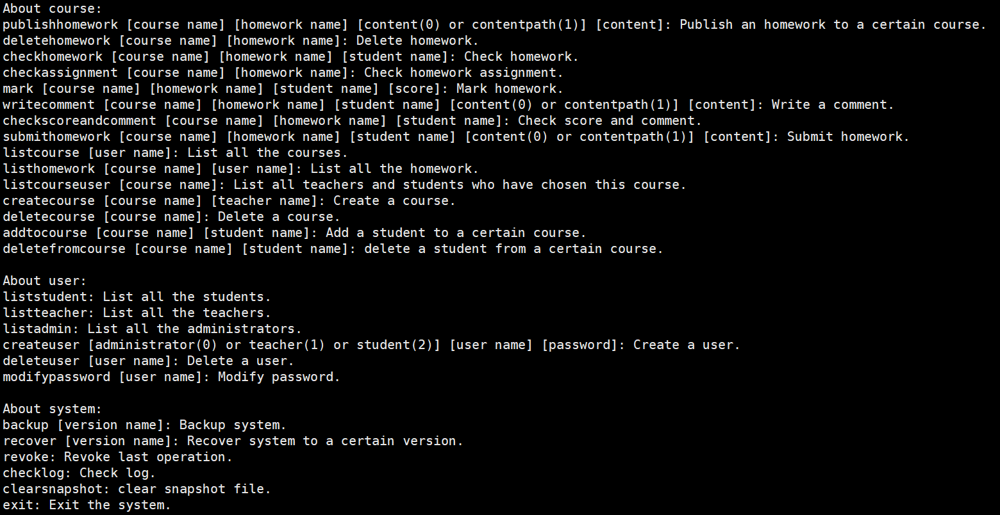 About course:
publishhomework [course name] [homework name] [content(0) or contentpath(1)] [content]: Publish an homework to a certain course.
deletehomework [course name] [homework name]: Delete homework.
checkhomework [course name] [homework name] [student name]: Check homework.
checkassignment [course name] [homework name]: Check homework assignment.
mark [course name] [homework name] [student name] [score]: Mark homework.
writecomment [course name] [homework name] [student name] [content(0) or contentpath(1)] [content]: Write a comment.
checkscoreandcomment [course name] [homework name] [student name]: Check score and comment.
submithomework [course name] [homework name] [student name] [content(0) or contentpath(1)] [content]: Submit homework.
listcourse [user name]: List all the courses.
listhomework [course name] [user name]: List all the homework.
listcourseuser [course name]: List all teachers and students who have chosen this course.
createcourse [course name] [teacher name]: Create a course.
deletecourse [course name]: Delete a course.
addtocourse [course name] [student name]: Add a student to a certain course.
deletefromcourse [course name] [student name]: delete a student from a certain course.

About user:
liststudent: List all the students.
listteacher: List all the teachers.
listadmin: List all the administrators.
createuser [administrator(0) or teacher(1) or student(2)] [user name] [password]: Create a user.
deleteuser [user name]: Delete a user.
modifypassword [user name]: Modify password.

About system:
backup [version name]: Backup system.
recover [version name]: Recover system to a certain version.
revoke: Revoke last operation.
checklog: Check log.
clearsnapshot: clear snapshot file.
exit: Exit the system.